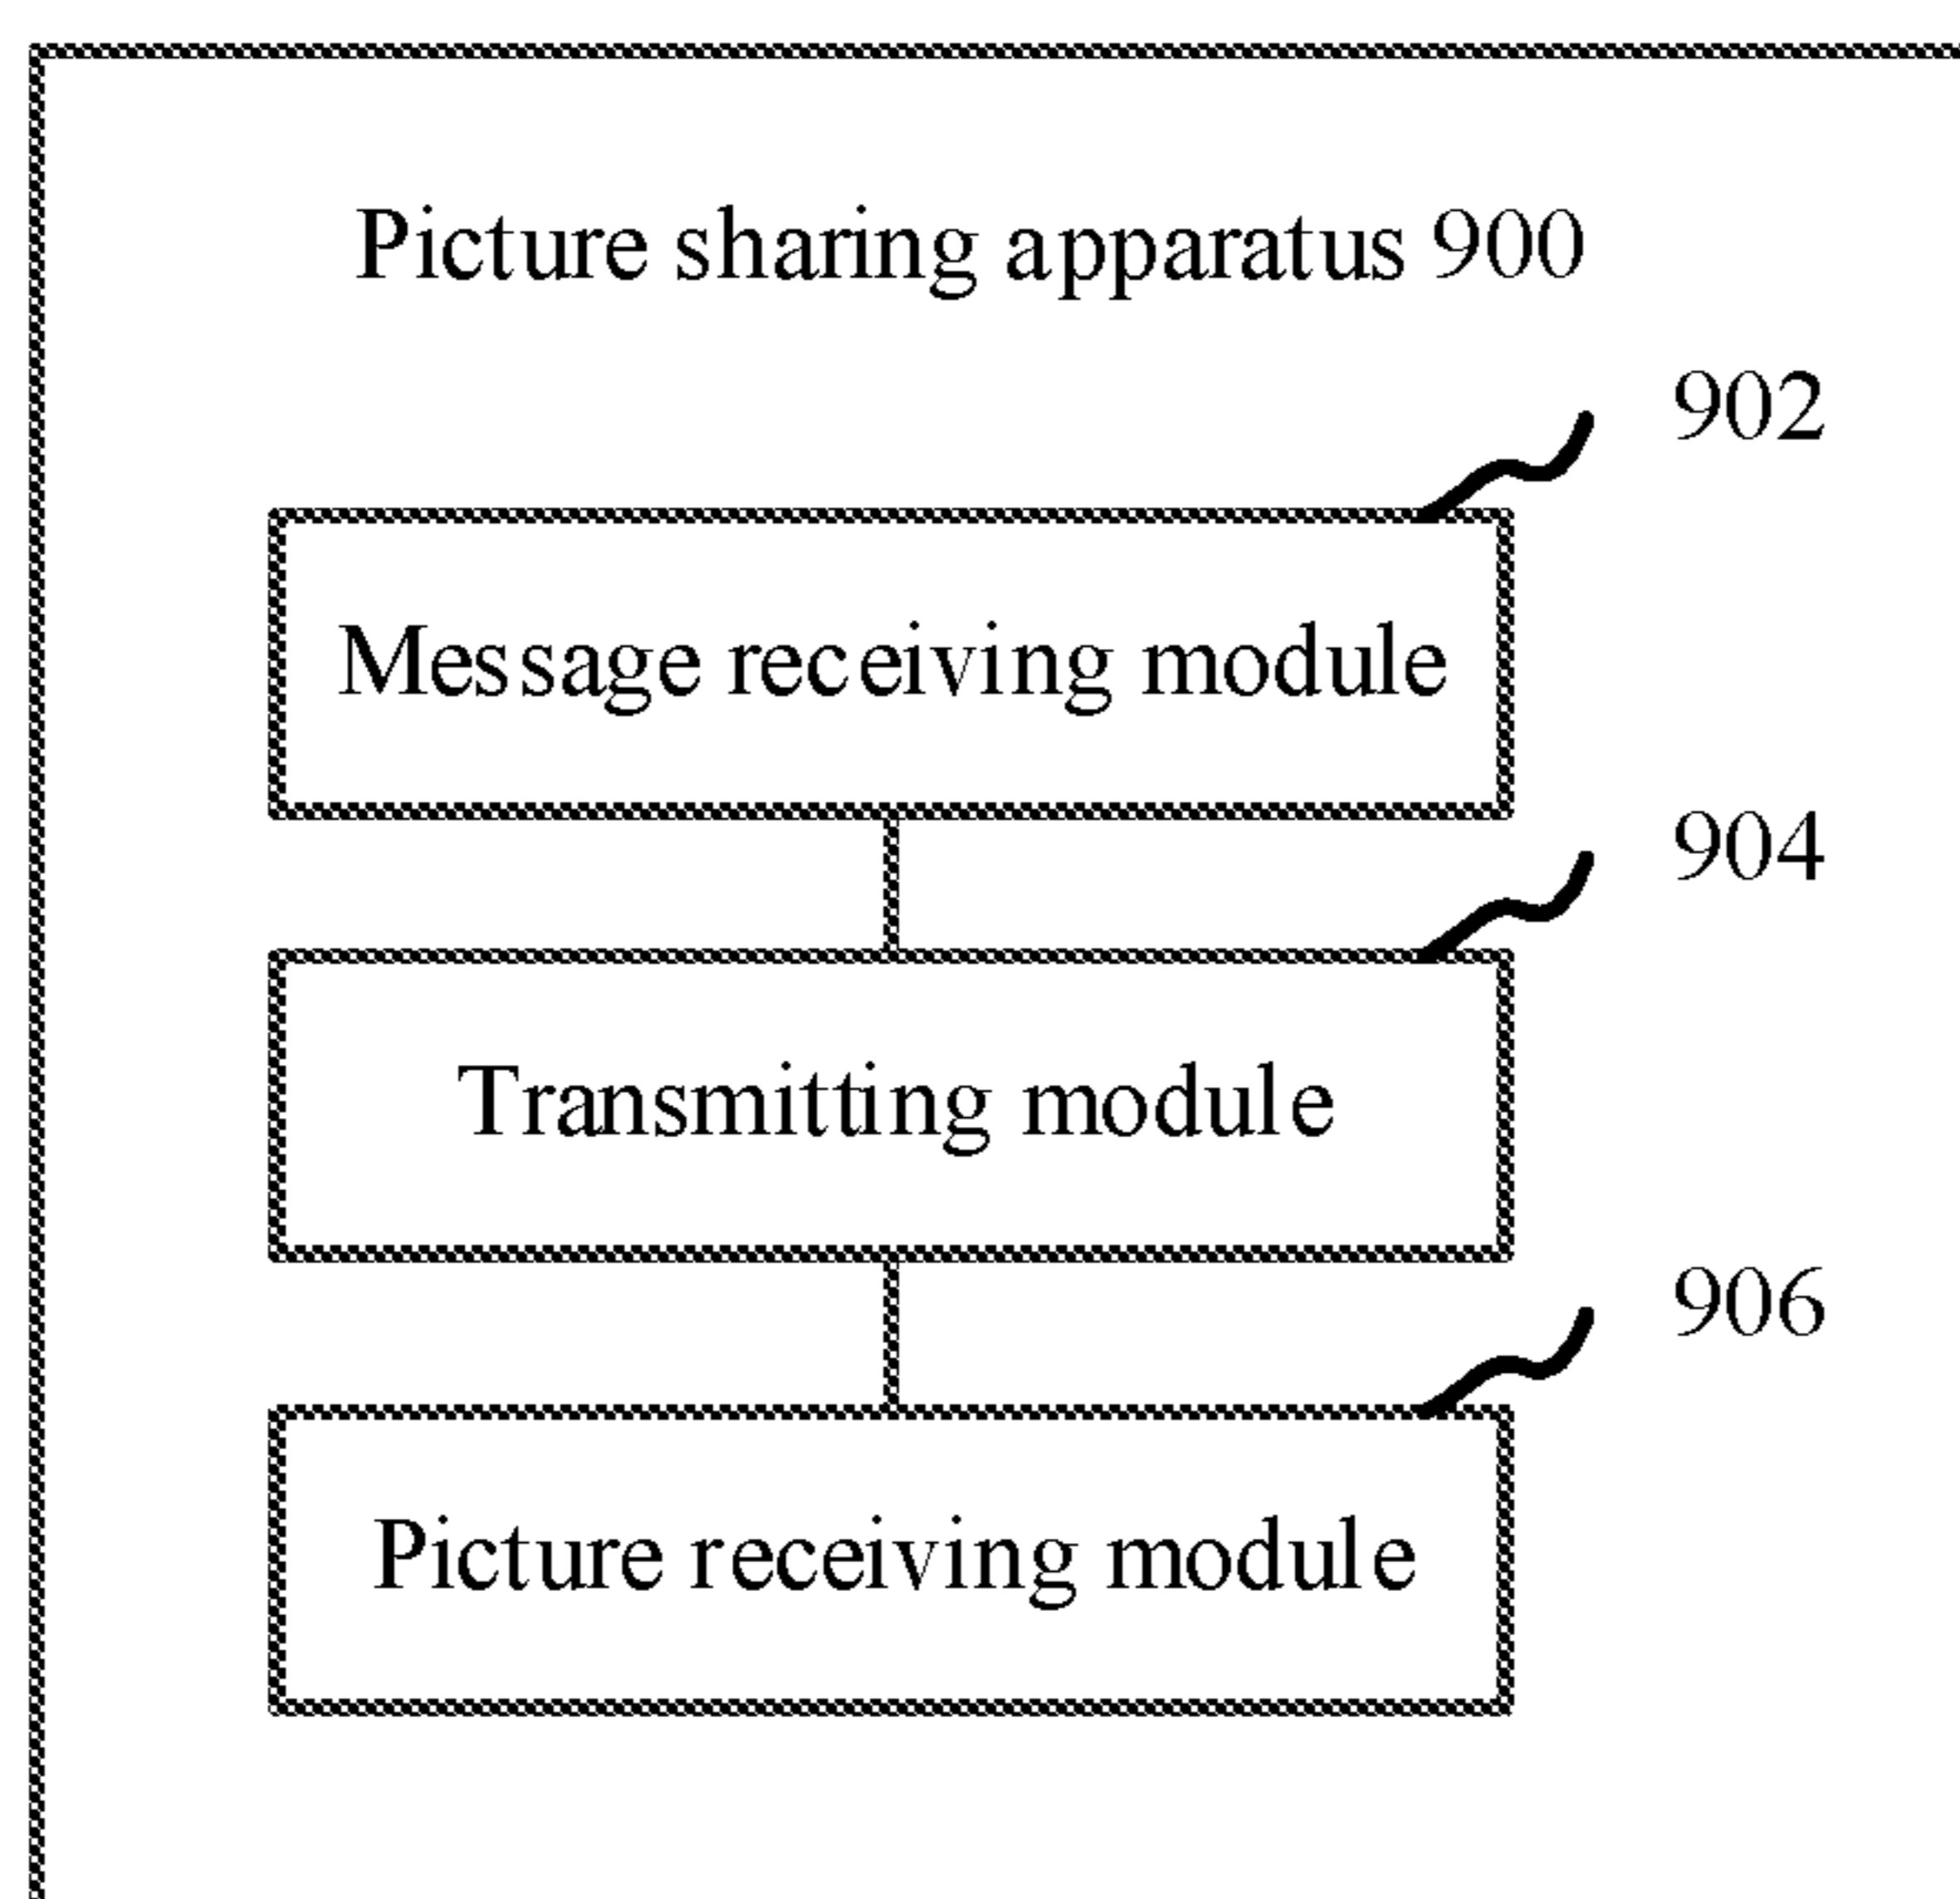 Picture sharing apparatus 900
902
Message receiving module
904
Transmitting module
906
Picture receiving module